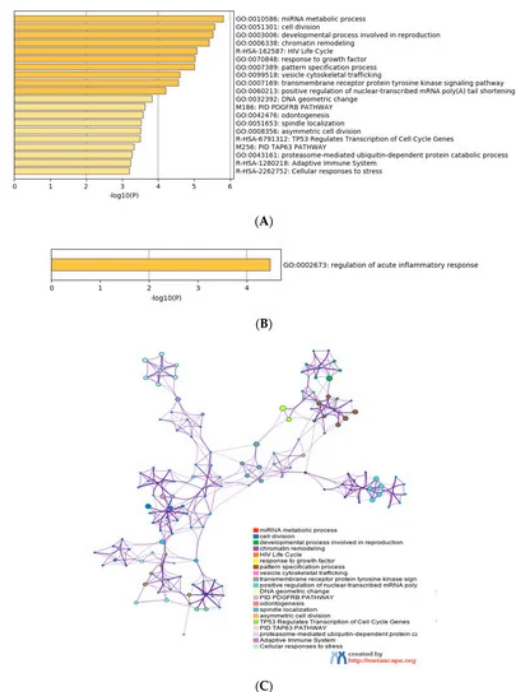 GO:0010586: miRNA metabolic process
GO:0051301: cell division
GO:0003006: developmental process involved in reproduction
GO:0006338: chromatin remodeling
R-HSA-162587: HIV Life Cycle
GO:0070848: response to growth factor
GO:0007389: pattern specification process
GO:0099518: vesicle cytoskeletal trafficking
GO:0007169: transmembrane receptor protein tyrosine kinase signaling pathway
GO:0060213: positive regulation of nuclear-transcribed mRNA poly(A) tail shortening
GO:0032392: DNA geometric change
M186: PID PDGFRB PATHWAY
GO:0042476: odontogenesis
GO:0051653: spindle localization
GO:0008356: asymmetric cell division
R-HSA-6791312: TP53 Regulates Transcription of Cell Cycle Genes
M256: PID TAP63 PATHWAY
GO:0043161: proteasome-mediated ubiquitin-dependent protein catabolic process
R-HSA-1280218: Adaptive Immune System
R-HSA-2262752: Cellular responses to stress
0 1 2 3 4 5 6
-log10(P)
(A)
GO:0002673: regulation of acute inflammatory response
0 1 2 3 4
-log10(P)
(B)
miRNA metabolic process
cell division
developmental process involved in reproduction
chromatin remodeling
HIV Life Cycle
response to growth factor
pattern specification process
vesicle cytoskeletal trafficking
transmembrane receptor protein tyrosine kinase sign
positive regulation of nuclear-transcribed mRNA poly
DNA geometric change
PID PDGFRB PATHWAY
odontogenesis
spindle localization
asymmetric cell division
TP53 Regulates Transcription of Cell Cycle Genes
PID TAP63 PATHWAY
proteasome-mediated ubiquitin-dependent protein ca
Adaptive Immune System
Cellular responses to stress
created by
http://metascape.org
(C)